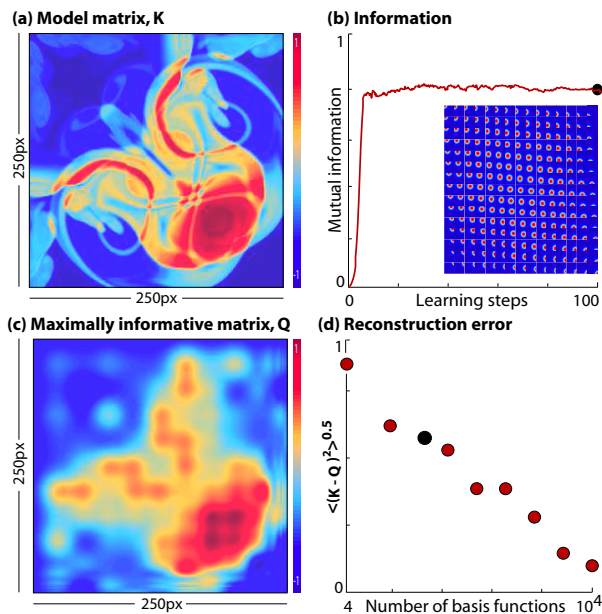 (a) Model matrix, K
1
-1
250px
250px
(b) Information
1
Mutual information
0
0
Learning steps
100
(c) Maximally informative matrix, Q
1
-1
250px
250px
(d) Reconstruction error
1
<(K - Q )²>⁰·⁵
0
4
Number of basis functions
10⁴